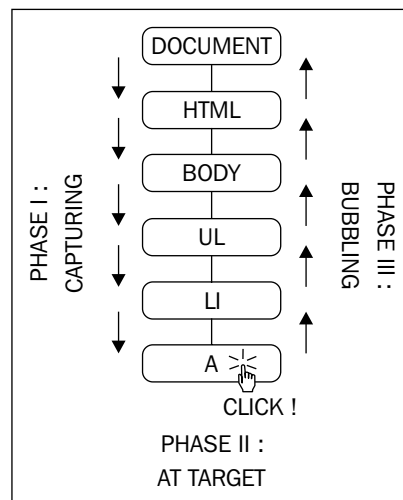 DOCUMENT
HTML
BODY
UL
LI
A
CLICK !
PHASE I :
CAPTURING
PHASE II :
AT TARGET
PHASE III :
BUBBLING